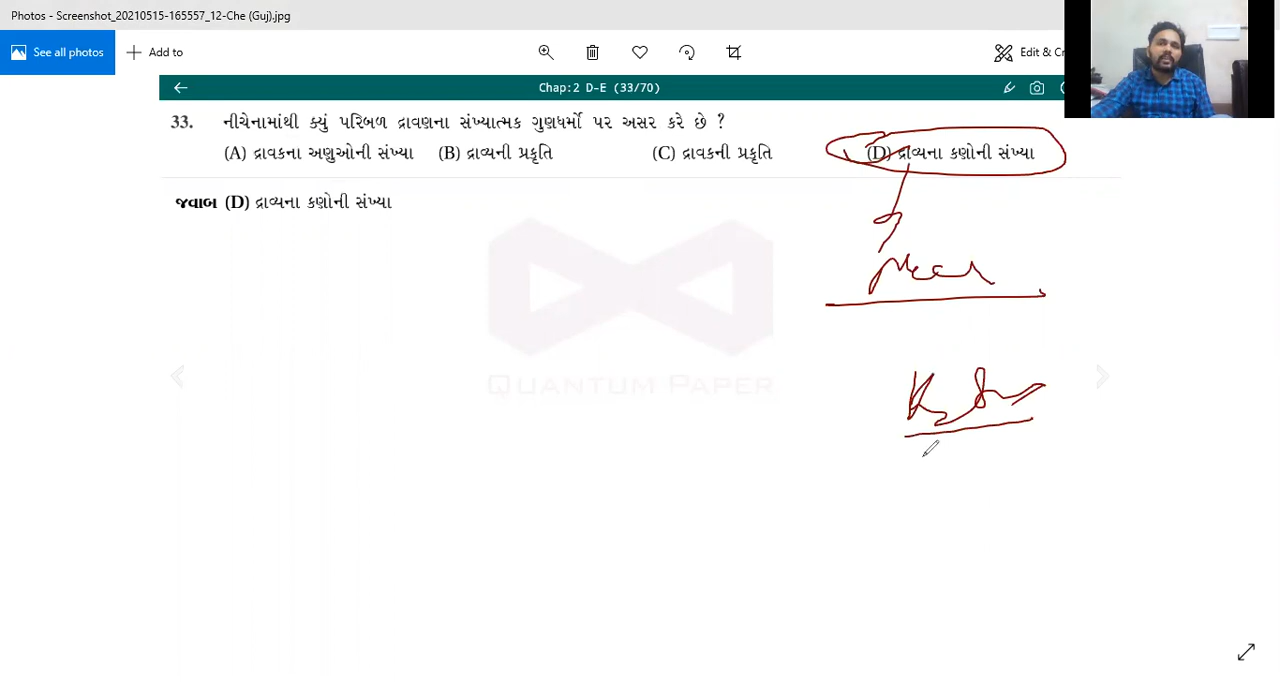 Photos - Screenshot_20210515-165557_12-Che (Guj).jpg
See all photos
Add to
Edit & Cr
Chap:2 D-E (33/70)
33. નીચેનામાંથી ક્યું પરિબળ દ્રાવણના સંખ્યાત્મક ગુણધર્મો પર અસર કરે છે ?
(A) દ્રાવકના અણુઓની સંખ્યા (B) દ્રાવ્યની પ્રકૃતિ (C) દ્રાવકની પ્રકૃતિ (D) દ્રાવ્યના કણોની સંખ્યા
જવાબ (D) દ્રાવ્યના કણોની સંખ્યા
QUANTUM PAPER